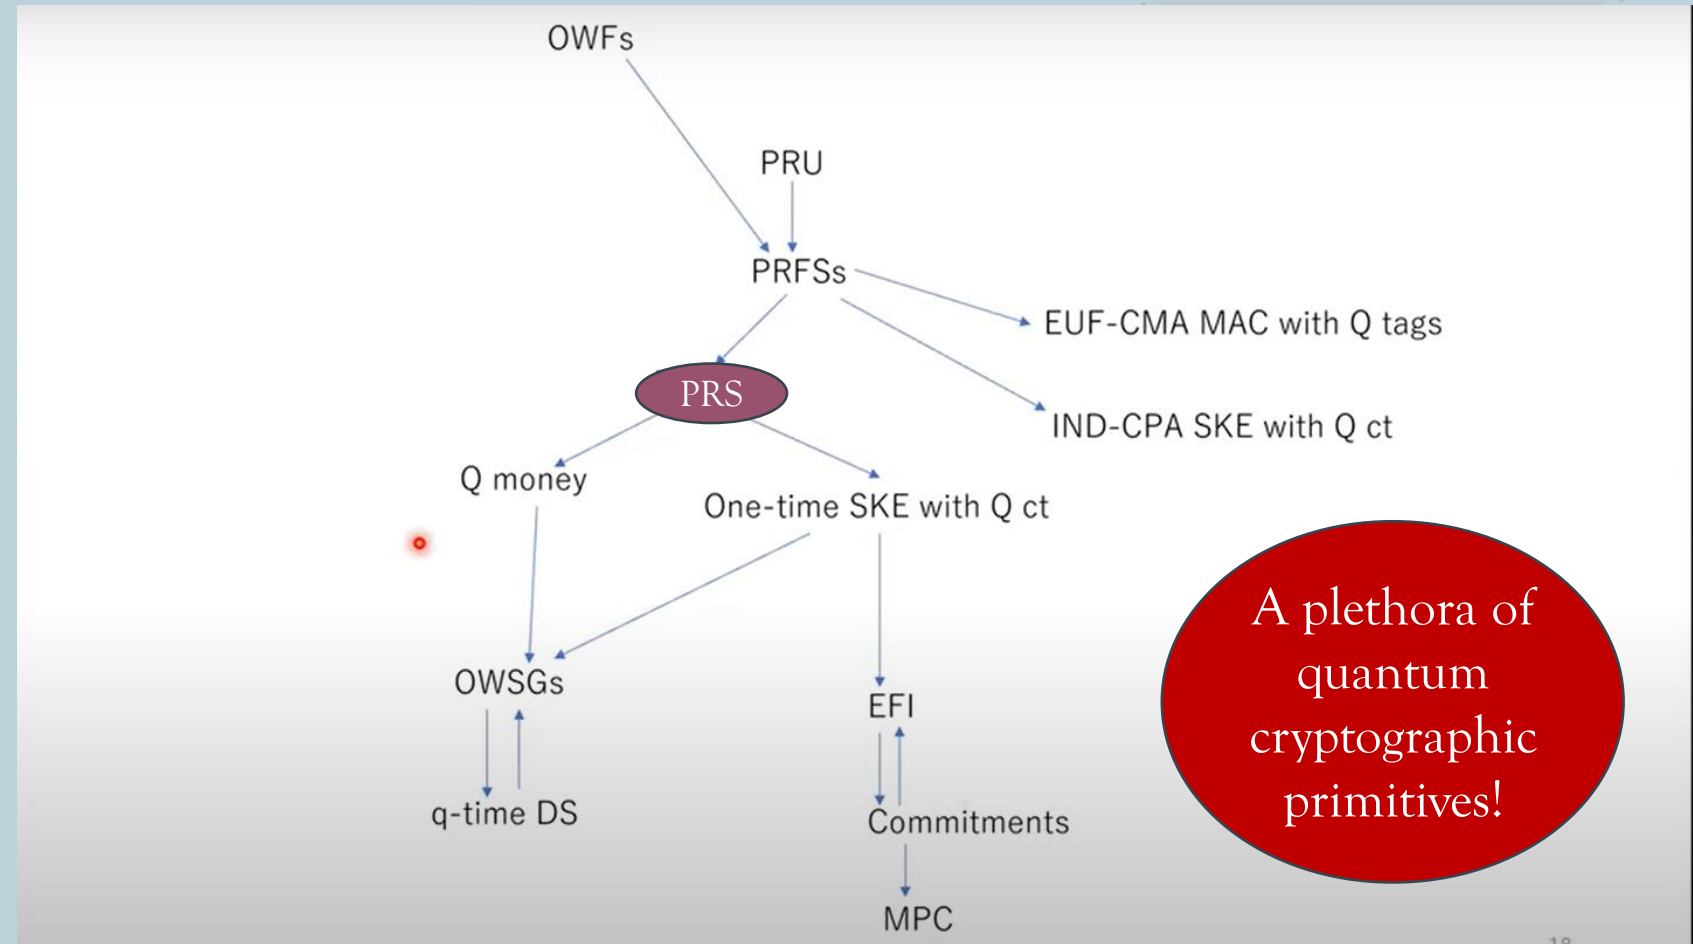 OWFs
PRU
PRFSs
EUF-CMA MAC with Q tags
PRS
IND-CPA SKE with Q ct
Q money
One-time SKE with Q ct
A plethora of
quantum
cryptographic
primitives!
OWSGs
EFI
q-time DS
Commitments
MPC